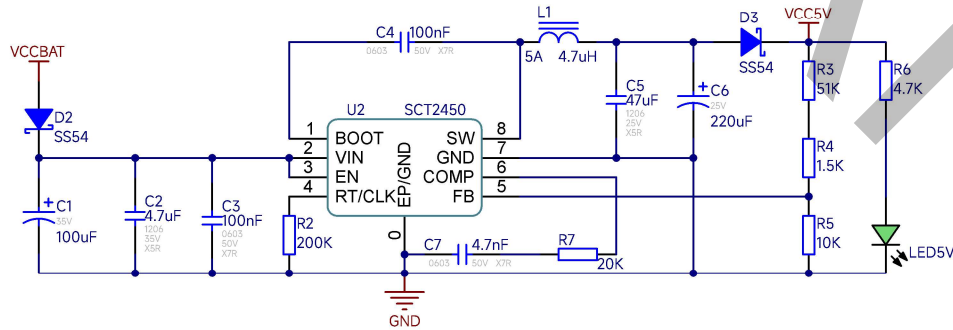 VCCBAT
D2
SS54
C4 100nF
0603 50V X7R
L1
5A 4.7uH
D3
SS54
VCC5V
R3
51K
R6
4.7K
C5
47uF
1206
25V
X5R
C6
25V
220uF
R4
1.5K
R5
10K
LED5V
U2 SCT2450
1 BOOT
2 VIN
3 EN
4 RT/CLK
EP/GND
0
SW 8
GND 7
COMP 6
FB 5
C1
35V
100uF
C2
4.7uF
1206
35V
X5R
C3
100nF
0603
50V
X7R
R2
200K
C7 4.7nF
0603 50V X7R
R7
20K
GND